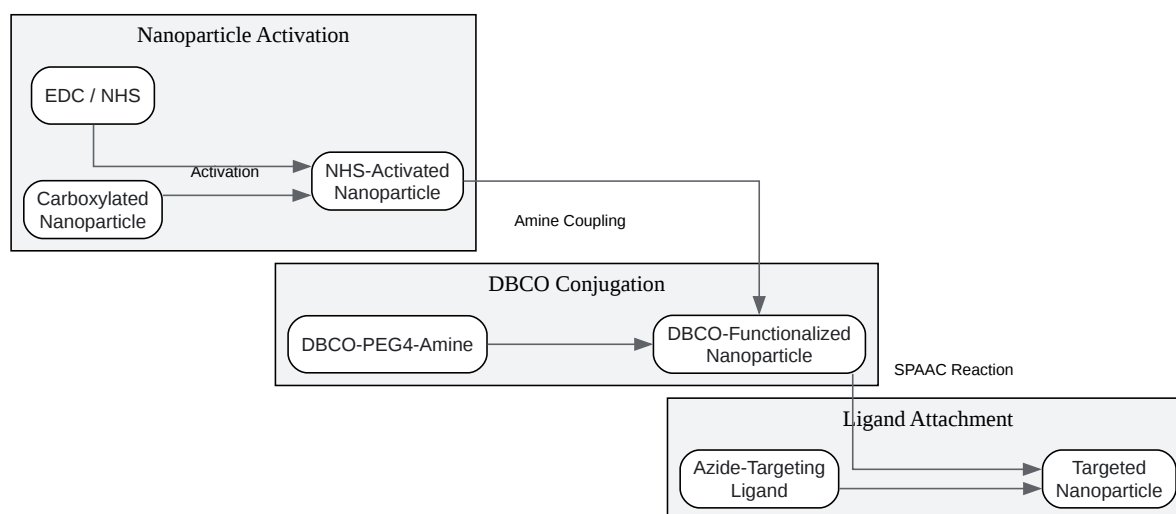 Nanoparticle Activation
EDC / NHS
Activation
Carboxylated
Nanoparticle
NHS-Activated
Nanoparticle
Amine Coupling
DBCO Conjugation
DBCO-PEG4-Amine
DBCO-Functionalized
Nanoparticle
SPAAC Reaction
Ligand Attachment
Azide-Targeting
Ligand
Targeted
Nanoparticle